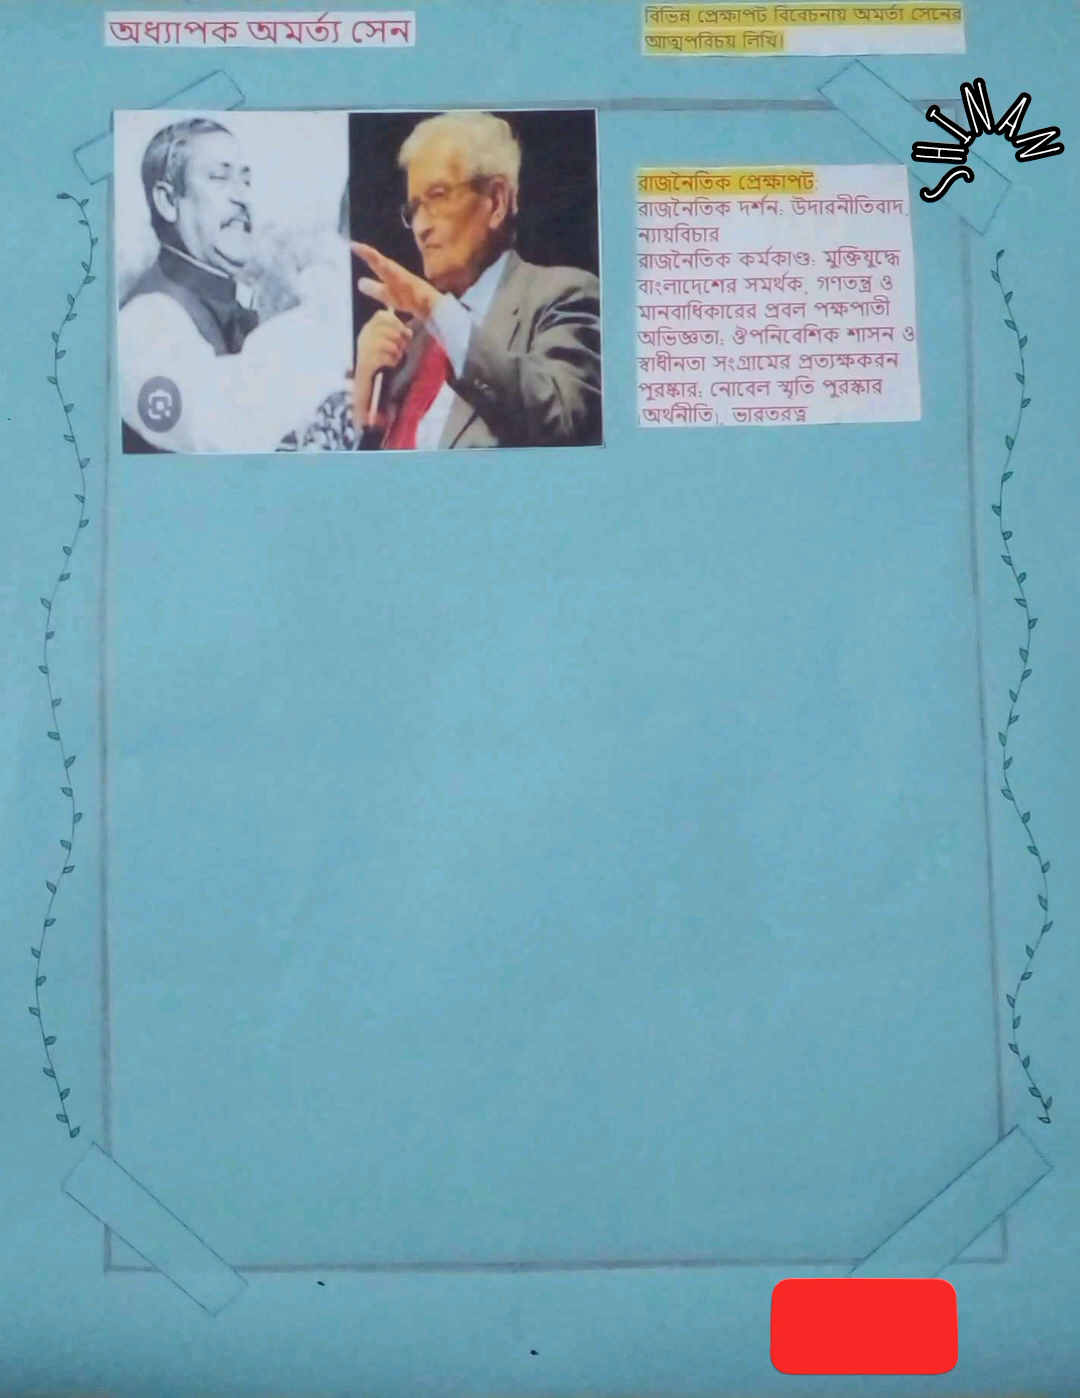 অধ্যাপক অমর্ত্য সেন
বিভিন্ন প্রেক্ষাপট বিবেচনায় অমর্ত্য সেনের
আত্মপরিচয় লিখি।
SHINAN
রাজনৈতিক প্রেক্ষাপট:
রাজনৈতিক দর্শন: উদারনীতিবাদ,
ন্যায়বিচার
রাজনৈতিক কর্মকাণ্ড: মুক্তিযুদ্ধে
বাংলাদেশের সমর্থক, গণতন্ত্র ও
মানবাধিকারের প্রবল পক্ষপাতী
অভিজ্ঞতা: ঔপনিবেশিক শাসন ও
স্বাধীনতা সংগ্রামের প্রত্যক্ষকরন
পুরষ্কার: নোবেল স্মৃতি পুরস্কার
(অর্থনীতি), ভারতরত্ন